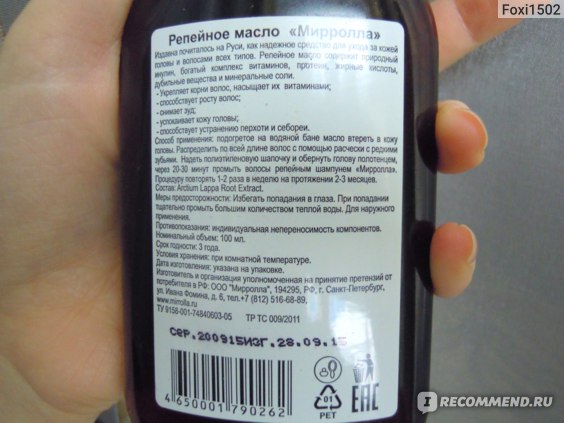 Foxi1502
Репейное масло «Мирролла»
Издавна почиталось на Руси, как надежное средство для ухода за кожей
головы и волосами всех типов. Репейное масло содержит природный
инулин, богатый комплекс витаминов, протеин, жирные кислоты,
дубильные вещества и минеральные соли.
- Укрепляет корни волос, насыщает их витаминами;
- способствует росту волос;
- снимает зуд;
- успокаивает кожу головы;
- способствует устранению перхоти и себореи.
Способ применения: подогретое на водяной бане масло втереть в кожу
головы. Распределить по всей длине волос с помощью расчески с редкими
зубьями. Надеть полиэтиленовую шапочку и обернуть голову полотенцем,
через 20-30 минут промыть волосы репейным шампунем «Мирролла».
Процедуру повторять 1-2 раза в неделю на протяжении 2-3 месяцев.
Состав: Arctium Lappa Root Extract.
Меры предосторожности: Избегать попадания в глаза. При попадании
тщательно промыть большим количеством теплой воды. Для наружного
применения.
Противопоказания: индивидуальная непереносимость компонентов.
Номинальный объем: 100 мл.
Срок годности: 3 года.
Условия хранения: при комнатной температуре.
Дата изготовления: указана на упаковке.
Изготовитель и организация уполномоченная на принятие претензий от
потребителя в РФ: ООО "Мирролла", 194295, РФ, г. Санкт-Петербург,
ул. Ивана Фомина, д. 6, тел.+7 (812) 516-68-89,
www.mirrolla.ru
ТУ 9158-001-74840603-05 ТР ТС 009/2011
СЕР.200915ИЗГ.28.09.15
4 650001 790262
01
PET
EAC
IRECOMMEND.RU